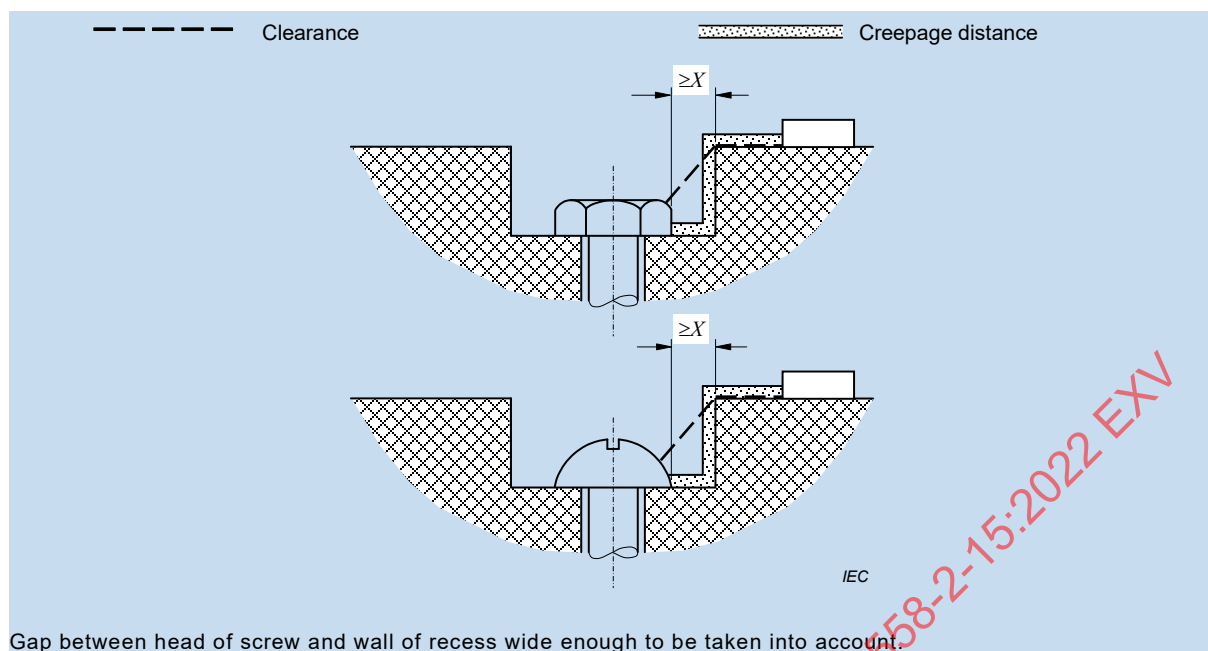 Clearance
Creepage distance
≥X
≥X
IEC
Gap between head of screw and wall of recess wide enough to be taken into account.
558-2-15:2022 EXV